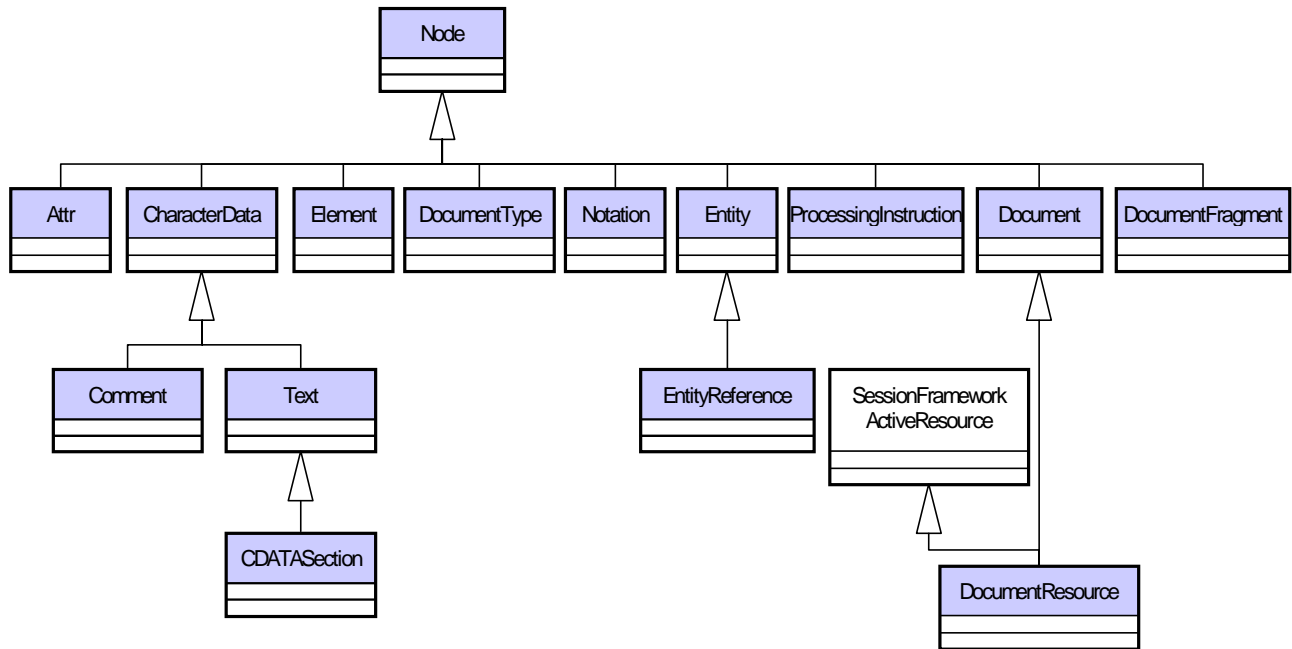 Node
Attr
CharacterData
Element
DocumentType
Notation
Entity
ProcessingInstruction
Document
DocumentFragment
Comment
Text
EntityReference
SessionFramework
ActiveResource
CDATASection
DocumentResource